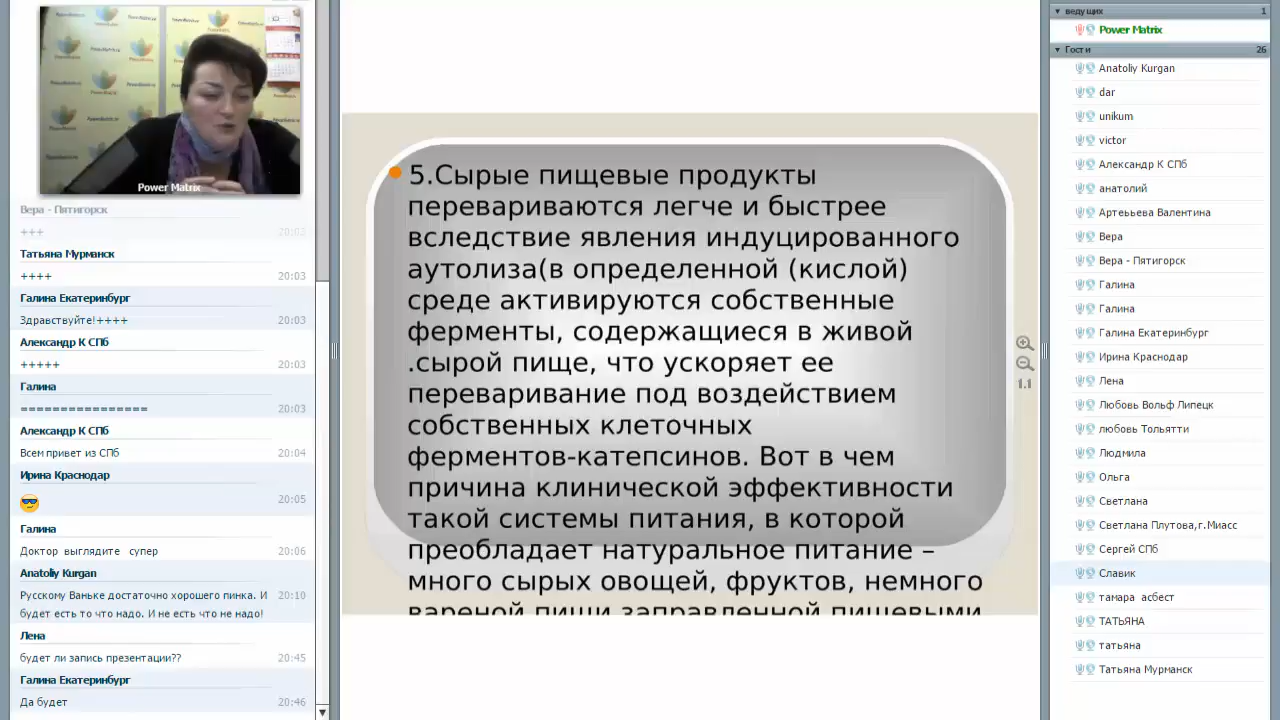 Power Matrix
Вера - Пятигорск
+++ 20:03
Татьяна Мурманск
++++ 20:03
Галина Екатеринбург
Здравствуйте!++++ 20:03
Александр К СПб
+++++ 20:03
Галина
================ 20:03
Александр К СПб
Всем привет из СПб 20:04
Ирина Краснодар
20:05
Галина
Доктор выглядите супер 20:06
Anatoliy Kurgan
Русскому Ваньке достаточно хорошего пинка. И 20:10
будет есть то что надо. И не есть что не надо!
Лена
будет ли запись презентации?? 20:45
Галина Екатеринбург
Да будет 20:46
5.Сырые пищевые продукты
перевариваются легче и быстрее
вследствие явления индуцированного
аутолиза(в определенной (кислой)
среде активируются собственные
ферменты, содержащиеся в живой
.сырой пище, что ускоряет ее
переваривание под воздействием
собственных клеточных
ферментов-катепсинов. Вот в чем
причина клинической эффективности
такой системы питания, в которой
преобладает натуральное питание –
много сырых овощей, фруктов, немного
вареной пищи заправленной пищевыми
1.1
ведущих 1
Power Matrix
Гости 26
Anatoliy Kurgan
dar
unikum
victor
Александр К СПб
анатолий
Артеььева Валентина
Вера
Вера - Пятигорск
Галина
Галина
Галина Екатеринбург
Ирина Краснодар
Лена
Любовь Вольф Липецк
любовь Тольятти
Людмила
Ольга
Светлана
Светлана Плутова,г.Миасс
Сергей СПб
Славик
тамара асбест
ТАТЬЯНА
татьяна
Татьяна Мурманск